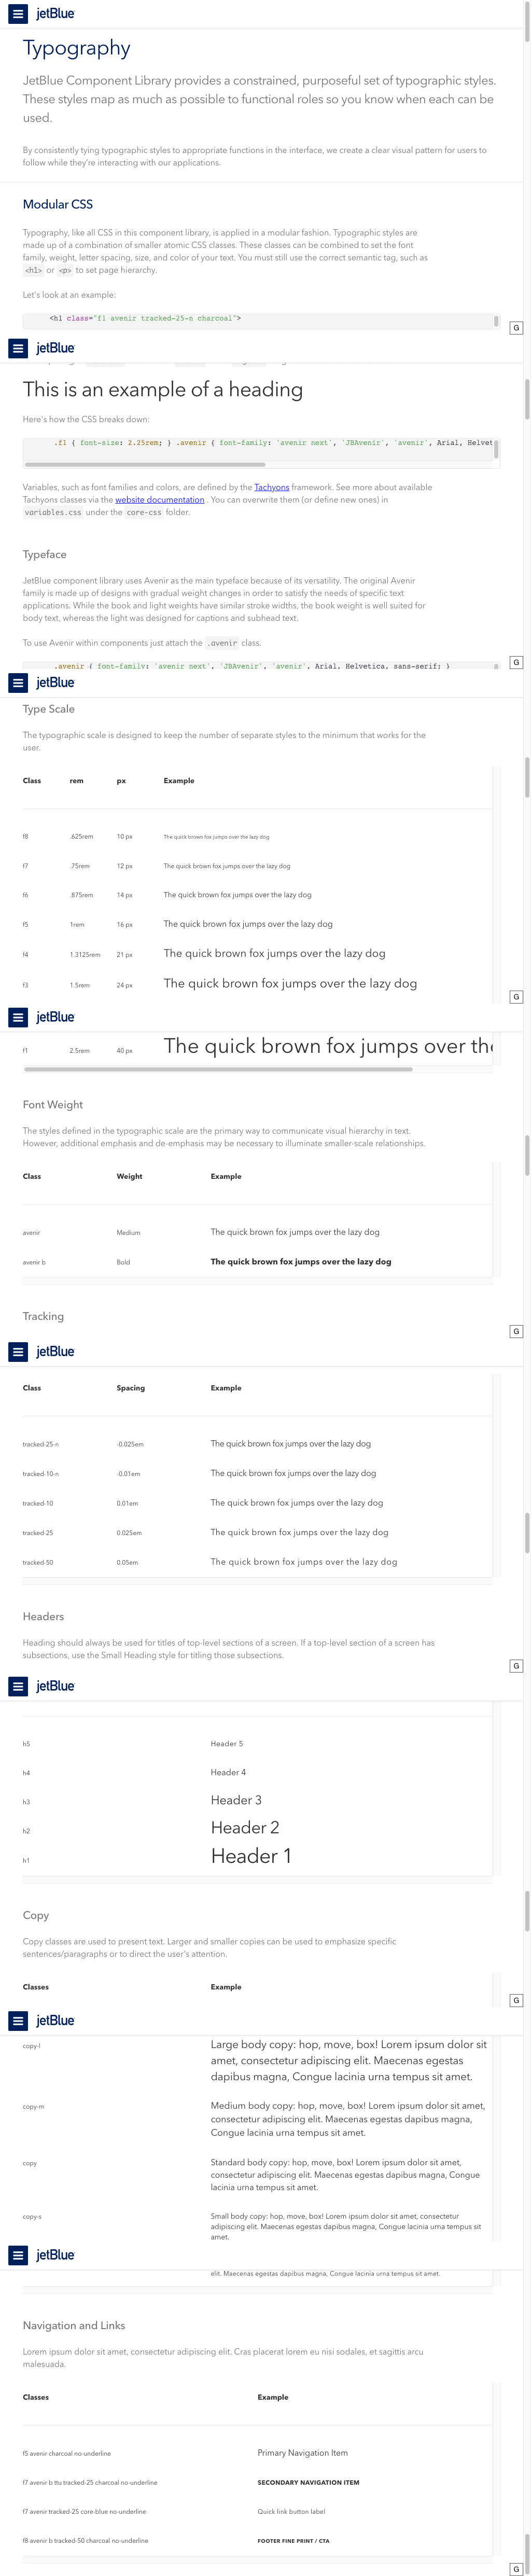 jetBlue
Typography
JetBlue Component Library provides a constrained, purposeful set of typographic styles.
These styles map as much as possible to functional roles so you know when each can be
used.
By consistently tying typographic styles to appropriate functions in the interface, we create a clear visual pattern for users to
follow while they're interacting with our applications.
Modular CSS
Typography, like all CSS in this component library, is applied in a modular fashion. Typographic styles are
made up of a combination of smaller atomic CSS classes. These classes can be combined to set the font
family, weight, letter spacing, size, and color of your text. You must still use the correct semantic tag, such as
<h1> or <p> to set page hierarchy.
Let's look at an example:
<h1 class="f1 avenir tracked-25-n charcoal">
G
jetBlue
This is an example of a heading
Here's how the CSS breaks down:
.f1 { font-size: 2.25rem; } .avenir { font-family: 'avenir next', 'JBAvenir', 'avenir', Arial, Helvet
Variables, such as font families and colors, are defined by the Tachyons framework. See more about available
Tachyons classes via the website documentation . You can overwrite them (or define new ones) in
variables.css under the core-css folder.
Typeface
JetBlue component library uses Avenir as the main typeface because of its versatility. The original Avenir
family is made up of designs with gradual weight changes in order to satisfy the needs of specific text
applications. While the book and light weights have similar stroke widths, the book weight is well suited for
body text, whereas the light was designed for captions and subhead text.
To use Avenir within components just attach the .avenir class.
.avenir { font-family: 'avenir next', 'JBAvenir', 'avenir', Arial, Helvetica, sans-serif; }
G
jetBlue
Type Scale
The typographic scale is designed to keep the number of separate styles to the minimum that works for the
user.
Class rem px Example
f8 .625rem 10 px The quick brown fox jumps over the lazy dog
f7 .75rem 12 px The quick brown fox jumps over the lazy dog
f6 .875rem 14 px The quick brown fox jumps over the lazy dog
f5 1rem 16 px The quick brown fox jumps over the lazy dog
f4 1.3125rem 21 px The quick brown fox jumps over the lazy dog
f3 1.5rem 24 px The quick brown fox jumps over the lazy dog
G
jetBlue
f1 2.5rem 40 px The quick brown fox jumps over the
Font Weight
The styles defined in the typographic scale are the primary way to communicate visual hierarchy in text.
However, additional emphasis and de-emphasis may be necessary to illuminate smaller-scale relationships.
Class Weight Example
avenir Medium The quick brown fox jumps over the lazy dog
avenir b Bold The quick brown fox jumps over the lazy dog
Tracking
G
jetBlue
Class Spacing Example
tracked-25-n -0.025em The quick brown fox jumps over the lazy dog
tracked-10-n -0.01em The quick brown fox jumps over the lazy dog
tracked-10 0.01em The quick brown fox jumps over the lazy dog
tracked-25 0.025em The quick brown fox jumps over the lazy dog
tracked-50 0.05em The quick brown fox jumps over the lazy dog
Headers
Heading should always be used for titles of top-level sections of a screen. If a top-level section of a screen has
subsections, use the Small Heading style for titling those subsections.
G
jetBlue
h5 Header 5
h4 Header 4
h3 Header 3
h2 Header 2
h1 Header 1
Copy
Copy classes are used to present text. Larger and smaller copies can be used to emphasize specific
sentences/paragraphs or to direct the user's attention.
Classes Example
G
jetBlue
copy-l Large body copy: hop, move, box! Lorem ipsum dolor sit
amet, consectetur adipiscing elit. Maecenas egestas
dapibus magna, Congue lacinia urna tempus sit amet.
copy-m Medium body copy: hop, move, box! Lorem ipsum dolor sit amet,
consectetur adipiscing elit. Maecenas egestas dapibus magna,
Congue lacinia urna tempus sit amet.
copy Standard body copy: hop, move, box! Lorem ipsum dolor sit amet,
consectetur adipiscing elit. Maecenas egestas dapibus magna, Congue
lacinia urna tempus sit amet.
copy-s Small body copy: hop, move, box! Lorem ipsum dolor sit amet, consectetur
adipiscing elit. Maecenas egestas dapibus magna, Congue lacinia urna tempus sit
amet.
jetBlue
elit. Maecenas egestas dapibus magna, Congue lacinia urna tempus sit amet.
Navigation and Links
Lorem ipsum dolor sit amet, consectetur adipiscing elit. Cras placerat lorem eu nisi sodales, et sagittis arcu
malesuada.
Classes Example
f5 avenir charcoal no-underline Primary Navigation Item
f7 avenir b ttu tracked-25 charcoal no-underline SECONDARY NAVIGATION ITEM
f7 avenir tracked-25 core-blue no-underline Quick link button label
f8 avenir b tracked-50 charcoal no-underline FOOTER FINE PRINT / CTA
G